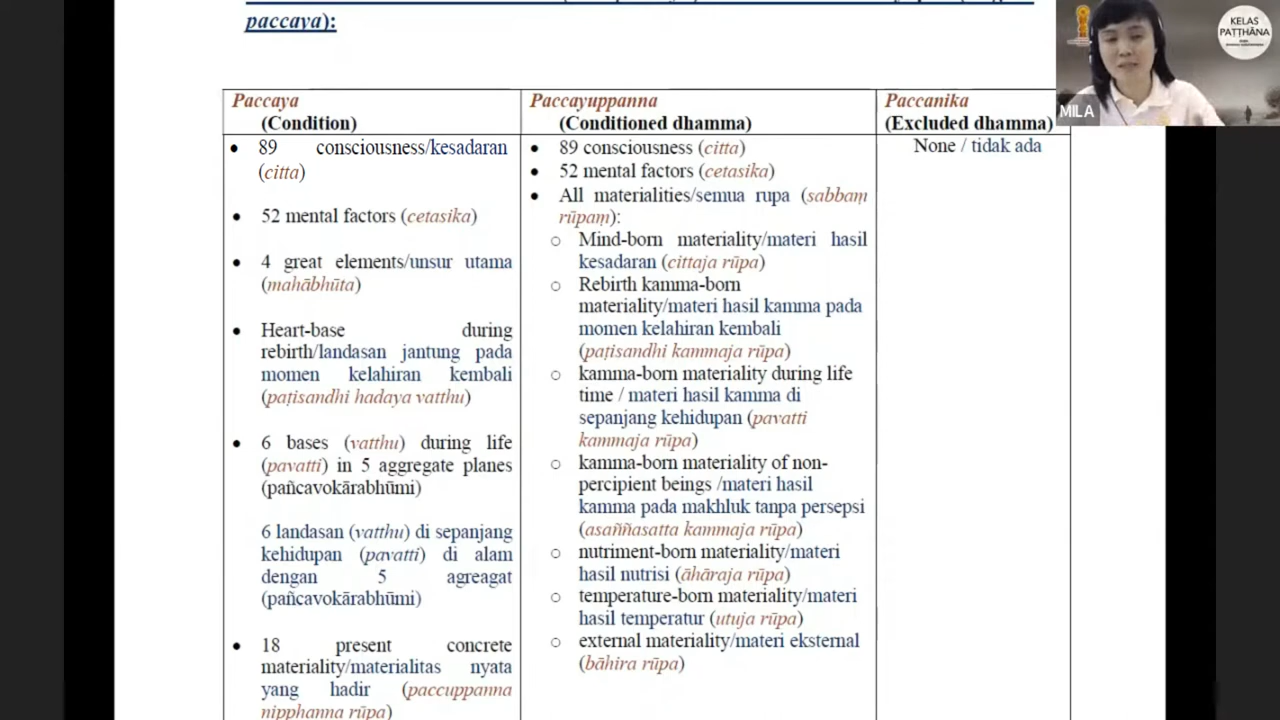 paccaya):
Paccaya
(Condition)
89 consciousness/kesadaran
(citta)
52 mental factors (cetasika)
4 great elements/unsur utama
(mahābhūta)
Heart-base during
rebirth/landasan jantung pada
momen kelahiran kembali
(paṭisandhi hadaya vatthu)
6 bases (vatthu) during life
(pavatti) in 5 aggregate planes
(pañcavokārabhūmi)
6 landasan (vatthu) di sepanjang
kehidupan (pavatti) di alam
dengan 5 agreagat
(pañcavokārabhūmi)
18 present concrete
materiality/materialitas nyata
yang hadir (paccuppanna
nipphanna rūpa)
Paccayuppanna
(Conditioned dhamma)
89 consciousness (citta)
52 mental factors (cetasika)
All materialities/semua rupa (sabbaṃ
rūpaṃ):
Mind-born materiality/materi hasil
kesadaran (cittaja rūpa)
Rebirth kamma-born
materiality/materi hasil kamma pada
momen kelahiran kembali
(paṭisandhi kammaja rūpa)
kamma-born materiality during life
time / materi hasil kamma di
sepanjang kehidupan (pavatti
kammaja rūpa)
kamma-born materiality of non-
percipient beings /materi hasil
kamma pada makhluk tanpa persepsi
(asaññasatta kammaja rūpa)
nutriment-born materiality/materi
hasil nutrisi (āhāraja rūpa)
temperature-born materiality/materi
hasil temperatur (utuja rūpa)
external materiality/materi eksternal
(bāhira rūpa)
Paccanika
(Excluded dhamma)
None / tidak ada
MILA
KELAS
PAṬṬHĀNA